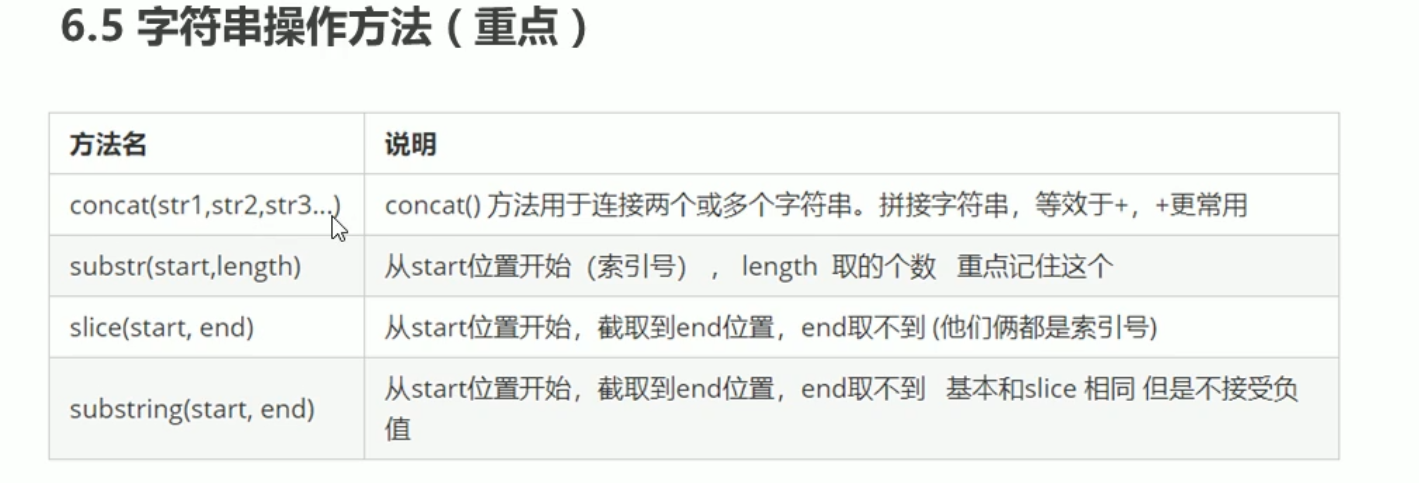 6.5 字符串操作方法（重点）
方法名 说明
concat(str1,str2,str3...) concat() 方法用于连接两个或多个字符串。拼接字符串，等效于+，+更常用
substr(start,length) 从start位置开始（索引号） ， length 取的个数 重点记住这个
slice(start, end) 从start位置开始，截取到end位置，end取不到 (他们俩都是索引号)
substring(start, end) 从start位置开始，截取到end位置，end取不到 基本和slice 相同 但是不接受负
值